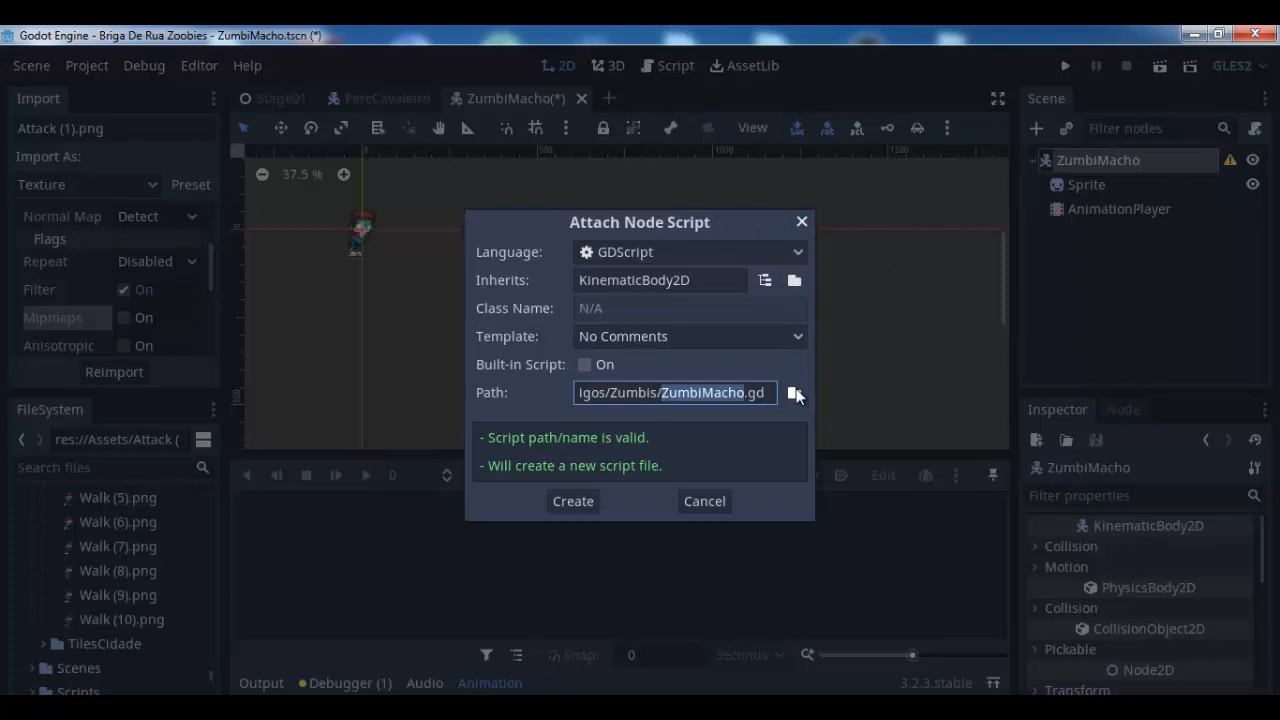 Godot Engine - Briga De Rua Zoobies - ZumbiMacho.tscn (*)
Scene Project Debug Editor Help 2D 3D Script AssetLib GLES2
Import Stage01 PercCavaleiro ZumbiMacho(*) Scene
Attack (1).png View Filter nodes
Import As: 0 500 1000 1500
Texture Preset 37.5 % ZumbiMacho
Sprite
Normal Map Detect AnimationPlayer
Flags
Repeat Disabled
Filter On
Mipmaps On
Anisotropic On
Reimport
Attach Node Script
Language: GDScript
Inherits: KinematicBody2D
Class Name: N/A
Template: No Comments
Built-in Script: On
Path: igos/Zumbis/ZumbiMacho.gd
- Script path/name is valid.
- Will create a new script file.
Create Cancel
FileSystem
res://Assets/Attack (
Search files
Walk (5).png
Walk (6).png
Walk (7).png
Walk (8).png
Walk (9).png
Walk (10).png
TilesCidade
Scenes
Scripts
0 Edit
Snap: 0 Seconds
Output Debugger (1) Audio Animation 3.2.3.stable
Inspector Node
ZumbiMacho
Filter properties
KinematicBody2D
Collision
Motion
PhysicsBody2D
Collision
CollisionObject2D
Pickable
Node2D
Transform